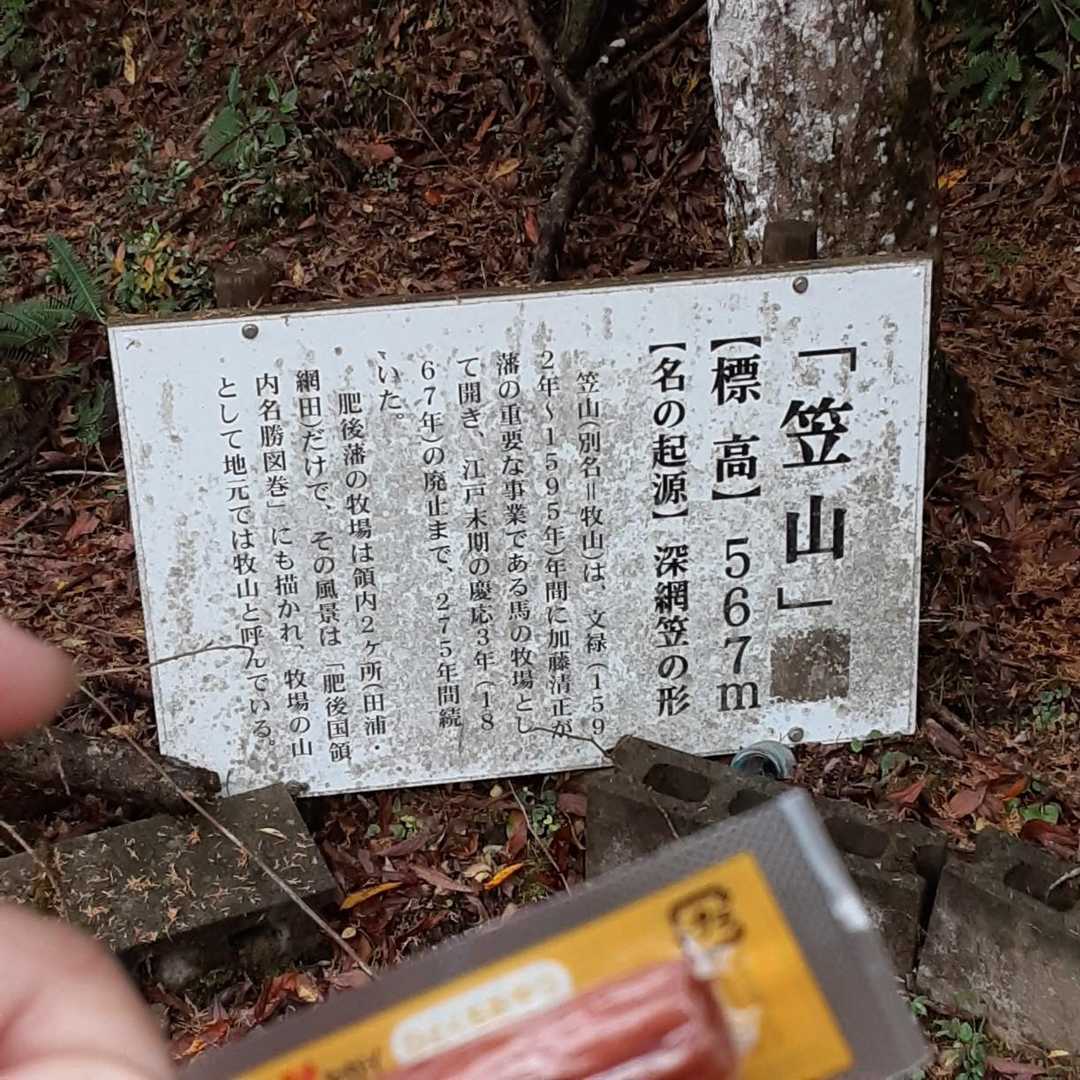 「笠山」
【標 高】567m
【名の起源】深網笠の形
笠山(別名=牧山)は、文禄(159
2年～1595年)年間に加藤清正が
藩の重要な事業である馬の牧場とし
て開き、江戸末期の慶応3年(18
67年)の廃止まで、275年間続
いた。
肥後藩の牧場は領内2ヶ所(田浦・
網田)だけで、その風景は「肥後国領
内名勝図巻」にも描かれ、牧場の山
として地元では牧山と呼んでいる。